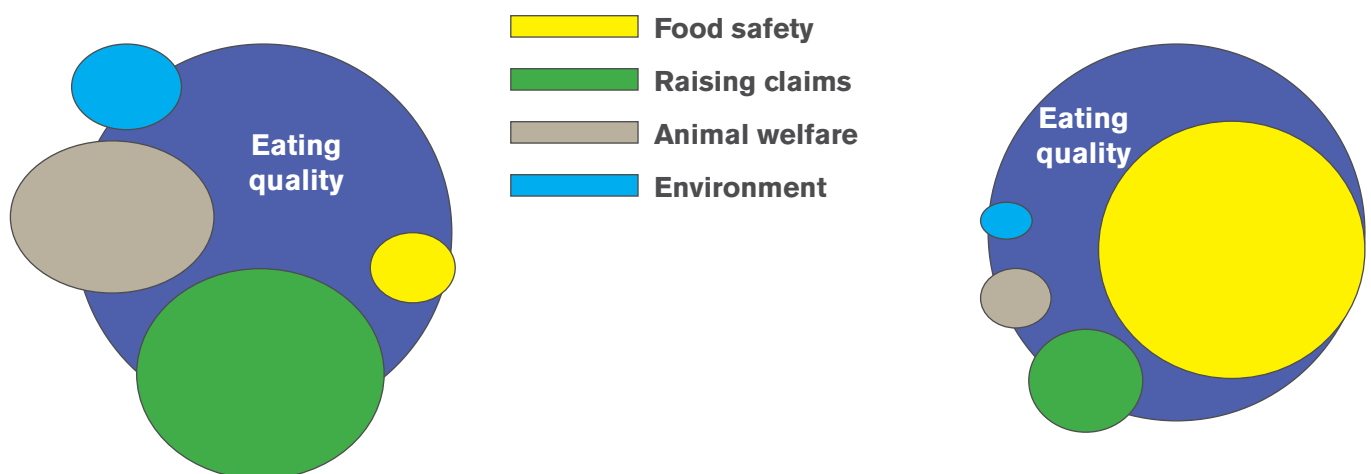 Eating
quality
Food safety
Raising claims
Animal welfare
Environment
Eating
quality